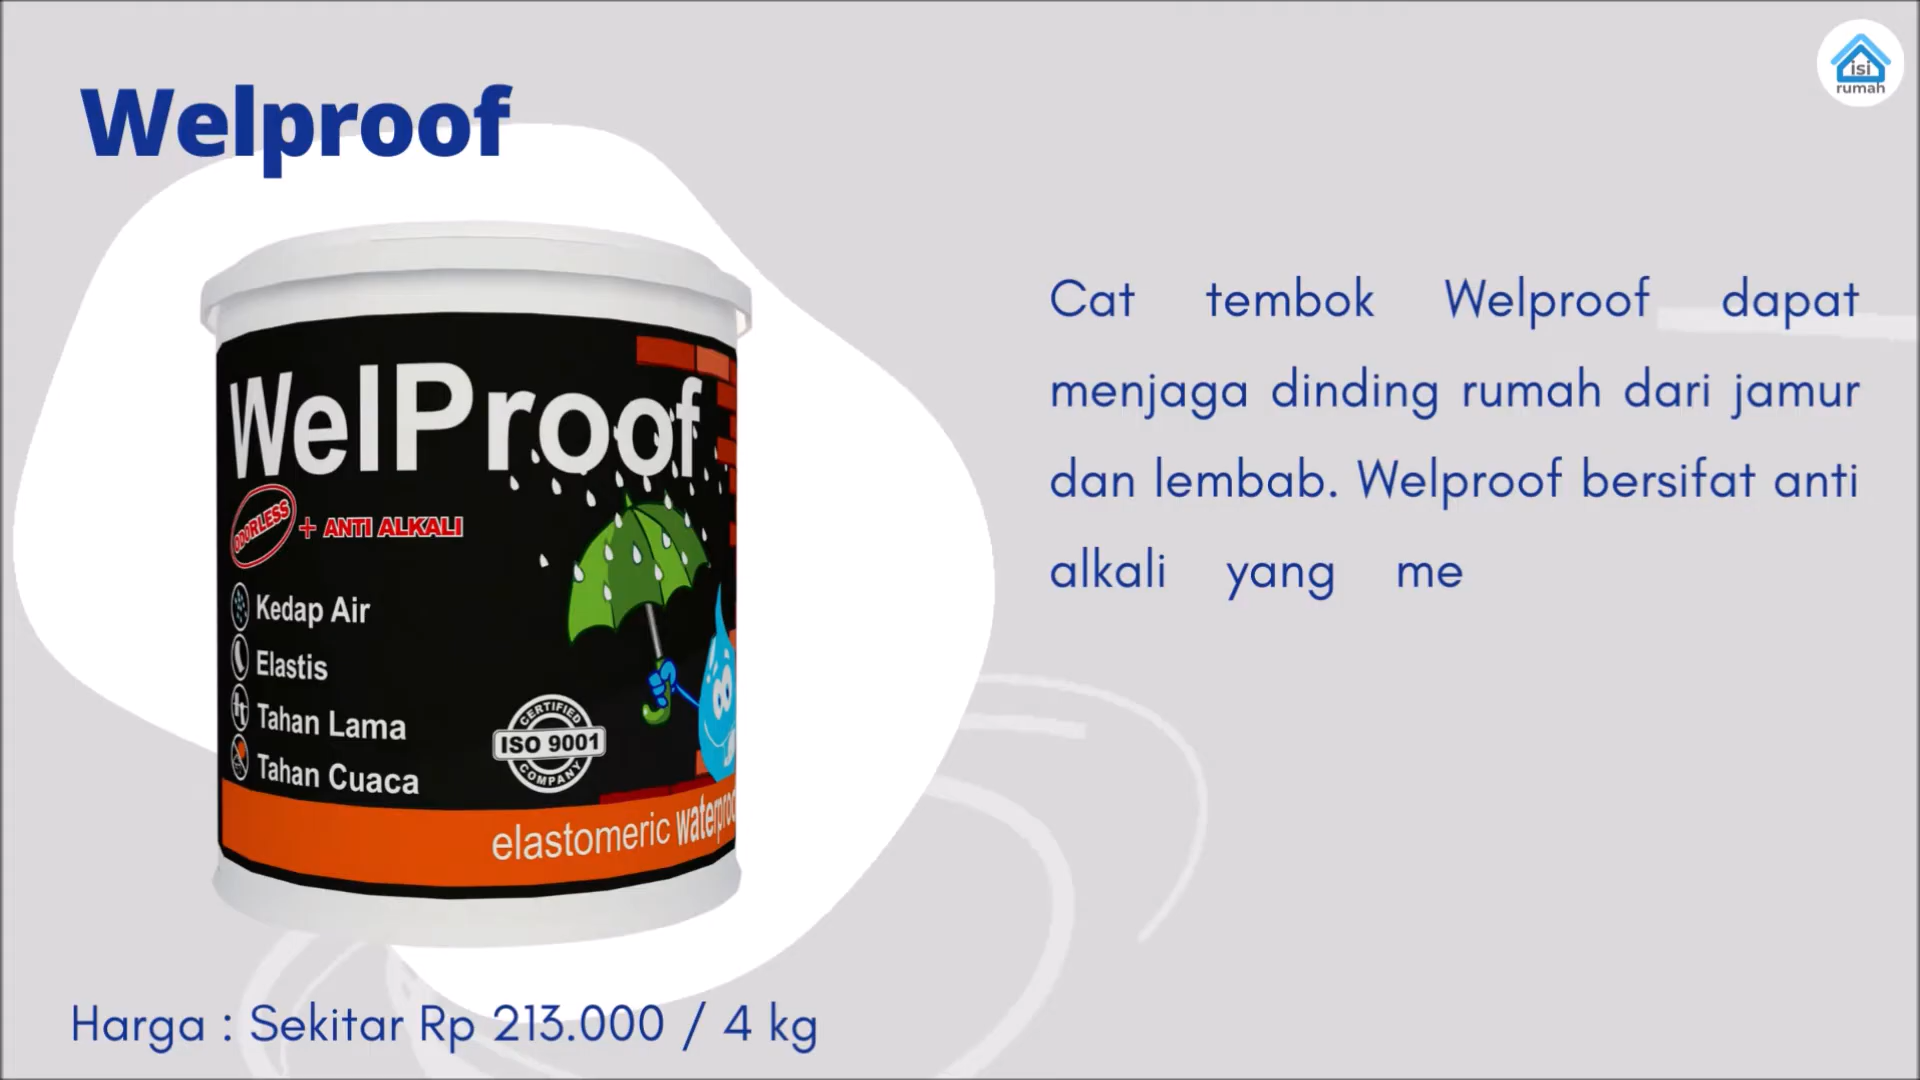 Welproof
isi
rumah
WelProof
ODORLESS + ANTI ALKALI
Kedap Air
Elastis
Tahan Lama
Tahan Cuaca
CERTIFIED
ISO 9001
COMPANY
elastomeric waterproo
Cat tembok Welproof dapat
menjaga dinding rumah dari jamur
dan lembab. Welproof bersifat anti
alkali yang me
Harga : Sekitar Rp 213.000 / 4 kg